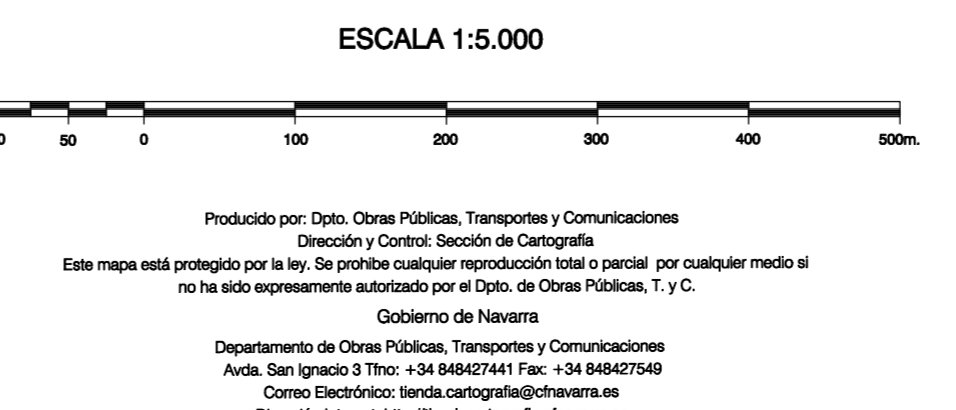 ESCALA 1:5.000
50 0 100 200 300 400 500m.
Producido por: Dpto. Obras Públicas, Transportes y Comunicaciones
Dirección y Control: Sección de Cartografía
Este mapa está protegido por la ley. Se prohibe cualquier reproducción total o parcial por cualquier medio si
no ha sido expresamente autorizado por el Dpto. de Obras Públicas, T. y C.
Gobierno de Navarra
Departamento de Obras Públicas, Transportes y Comunicaciones
Avda. San Ignacio 3 Tfno: +34 848427441 Fax: +34 848427549
Correo Electrónico: tienda.cartografia@cfnavarra.es